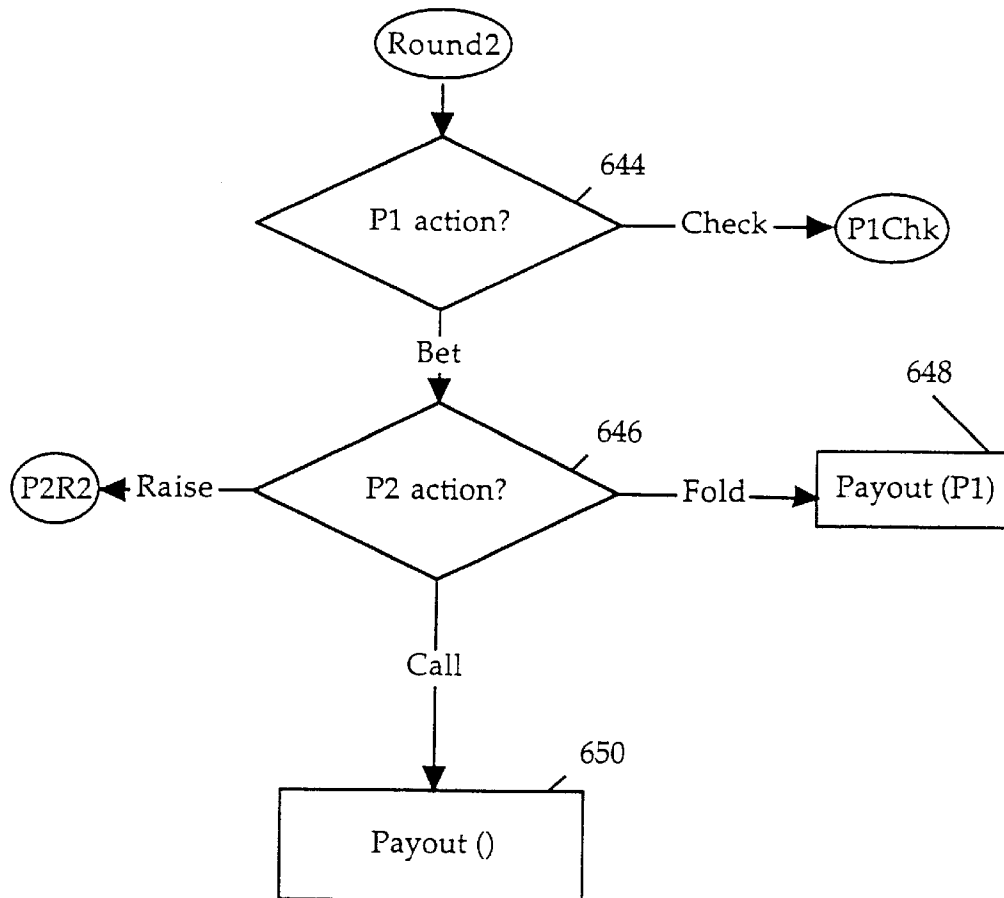 Round2
644
P1 action?
Check
P1Chk
Bet
648
646
P2R2
Raise
P2 action?
Fold
Payout (P1)
Call
650
Payout ()